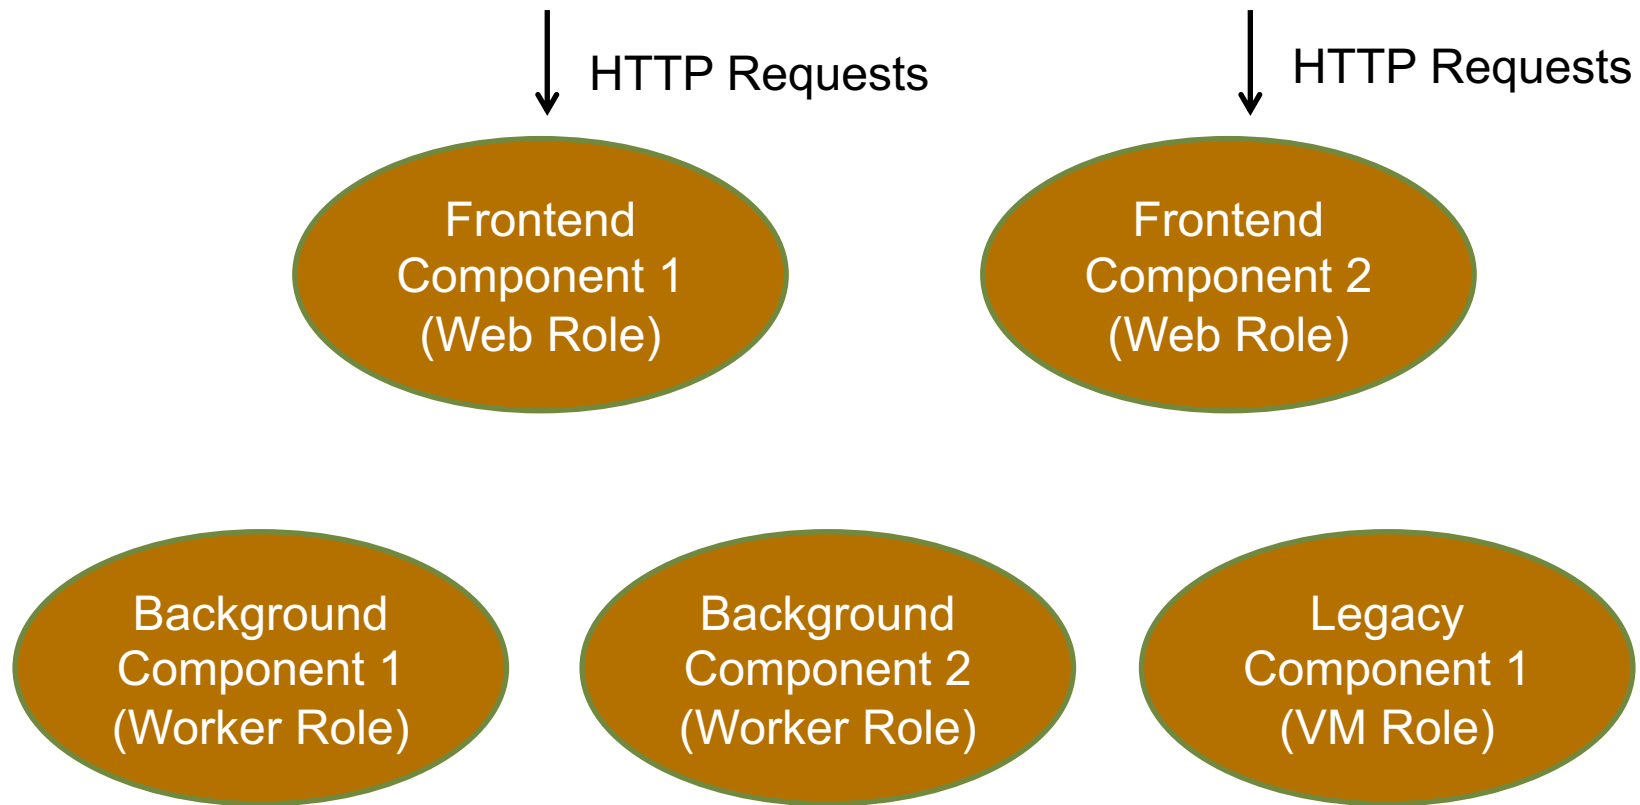 HTTP Requests
HTTP Requests
Frontend
Component 1
(Web Role)
Frontend
Component 2
(Web Role)
Background
Component 1
(Worker Role)
Background
Component 2
(Worker Role)
Legacy
Component 1
(VM Role)